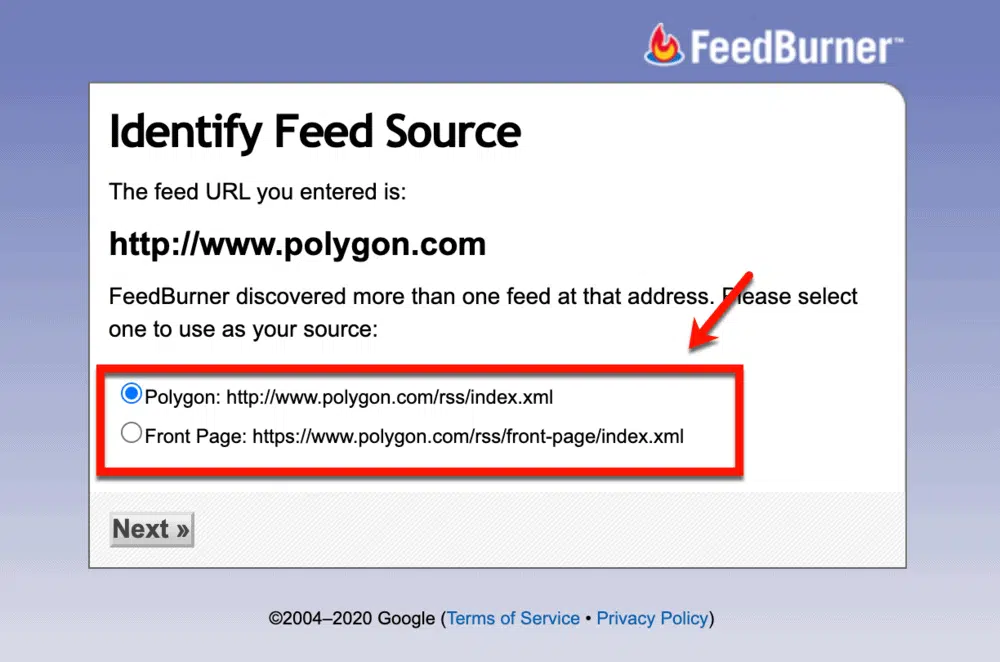 FeedBurner™
Identify Feed Source
The feed URL you entered is:
http://www.polygon.com
FeedBurner discovered more than one feed at that address. Please select
one to use as your source:
Polygon: http://www.polygon.com/rss/index.xml
Front Page: https://www.polygon.com/rss/front-page/index.xml
Next »
©2004–2020 Google (Terms of Service • Privacy Policy)